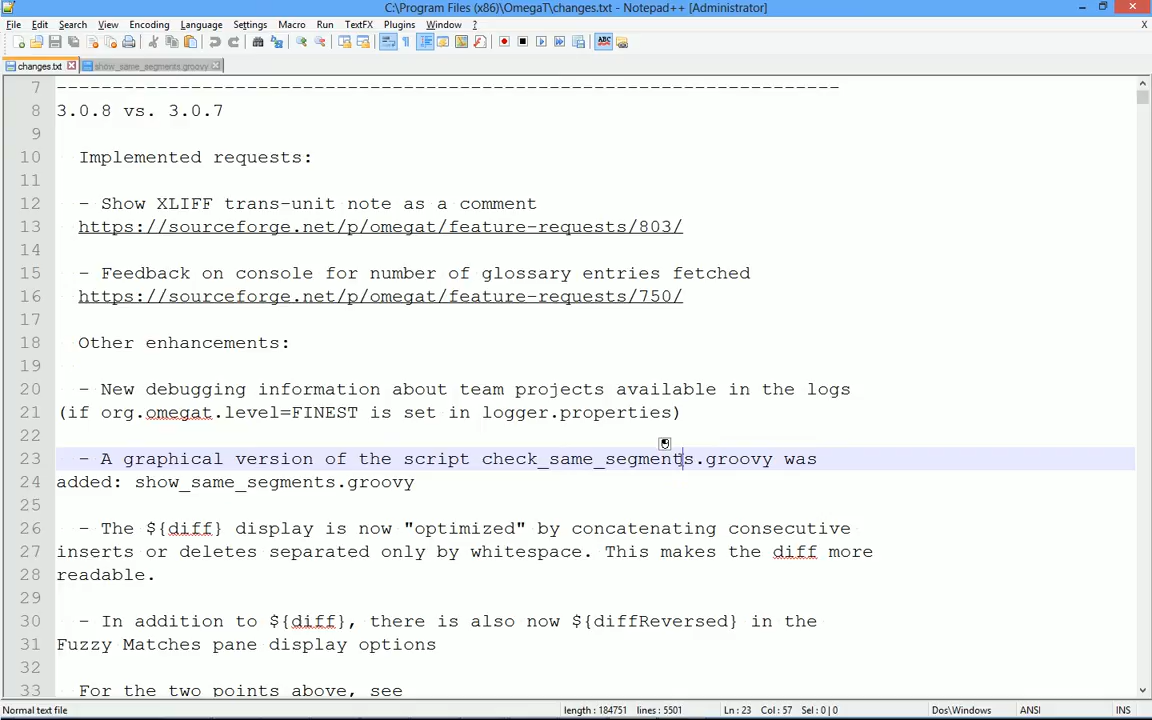 C:\Program Files (x86)\OmegaT\changes.txt - Notepad++ [Administrator]
File Edit Search View Encoding Language Settings Macro Run TextFX Plugins Window ? X
changes.txt show_same_segments.groovy
7 ----------------------------------------------------------------------
8 3.0.8 vs. 3.0.7
9
10 Implemented requests:
11
12 - Show XLIFF trans-unit note as a comment
13 https://sourceforge.net/p/omegat/feature-requests/803/
14
15 - Feedback on console for number of glossary entries fetched
16 https://sourceforge.net/p/omegat/feature-requests/750/
17
18 Other enhancements:
19
20 - New debugging information about team projects available in the logs
21 (if org.omegat.level=FINEST is set in logger.properties)
22
23 - A graphical version of the script check_same_segments.groovy was
24 added: show_same_segments.groovy
25
26 - The ${diff} display is now "optimized" by concatenating consecutive
27 inserts or deletes separated only by whitespace. This makes the diff more
28 readable.
29
30 - In addition to ${diff}, there is also now ${diffReversed} in the
31 Fuzzy Matches pane display options
32
33 For the two points above, see
Normal text file length : 184751 lines : 5501 Ln : 23 Col : 57 Sel : 0 | 0 Dos\Windows ANSI INS